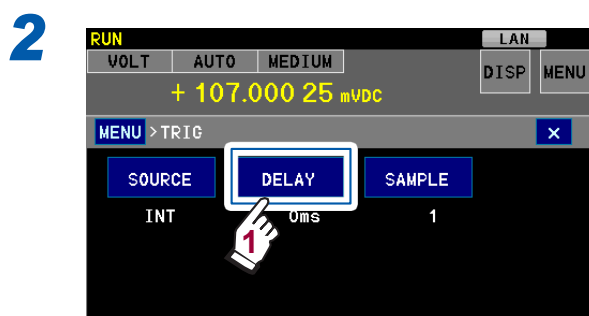 2
RUN LAN
VOLT AUTO MEDIUM
DISP MENU
+ 107.000 25 mVDC
MENU >TRIG ×
SOURCE DELAY SAMPLE
INT 0ms 1
1